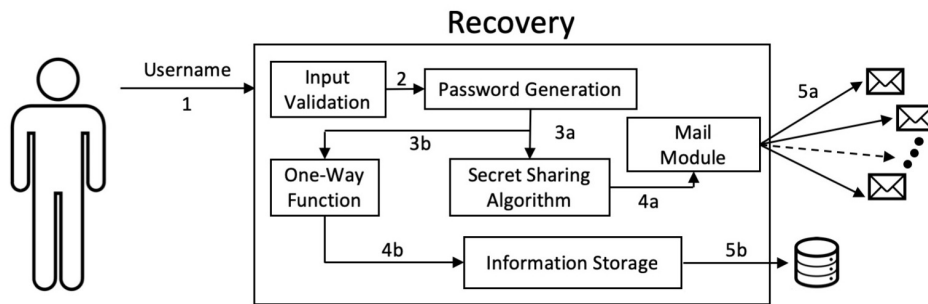 Recovery
Username
1
Input
Validation
2
Password Generation
5a
3b
3a
Mail
Module
One-Way
Function
Secret Sharing
Algorithm
4a
4b
Information Storage
5b